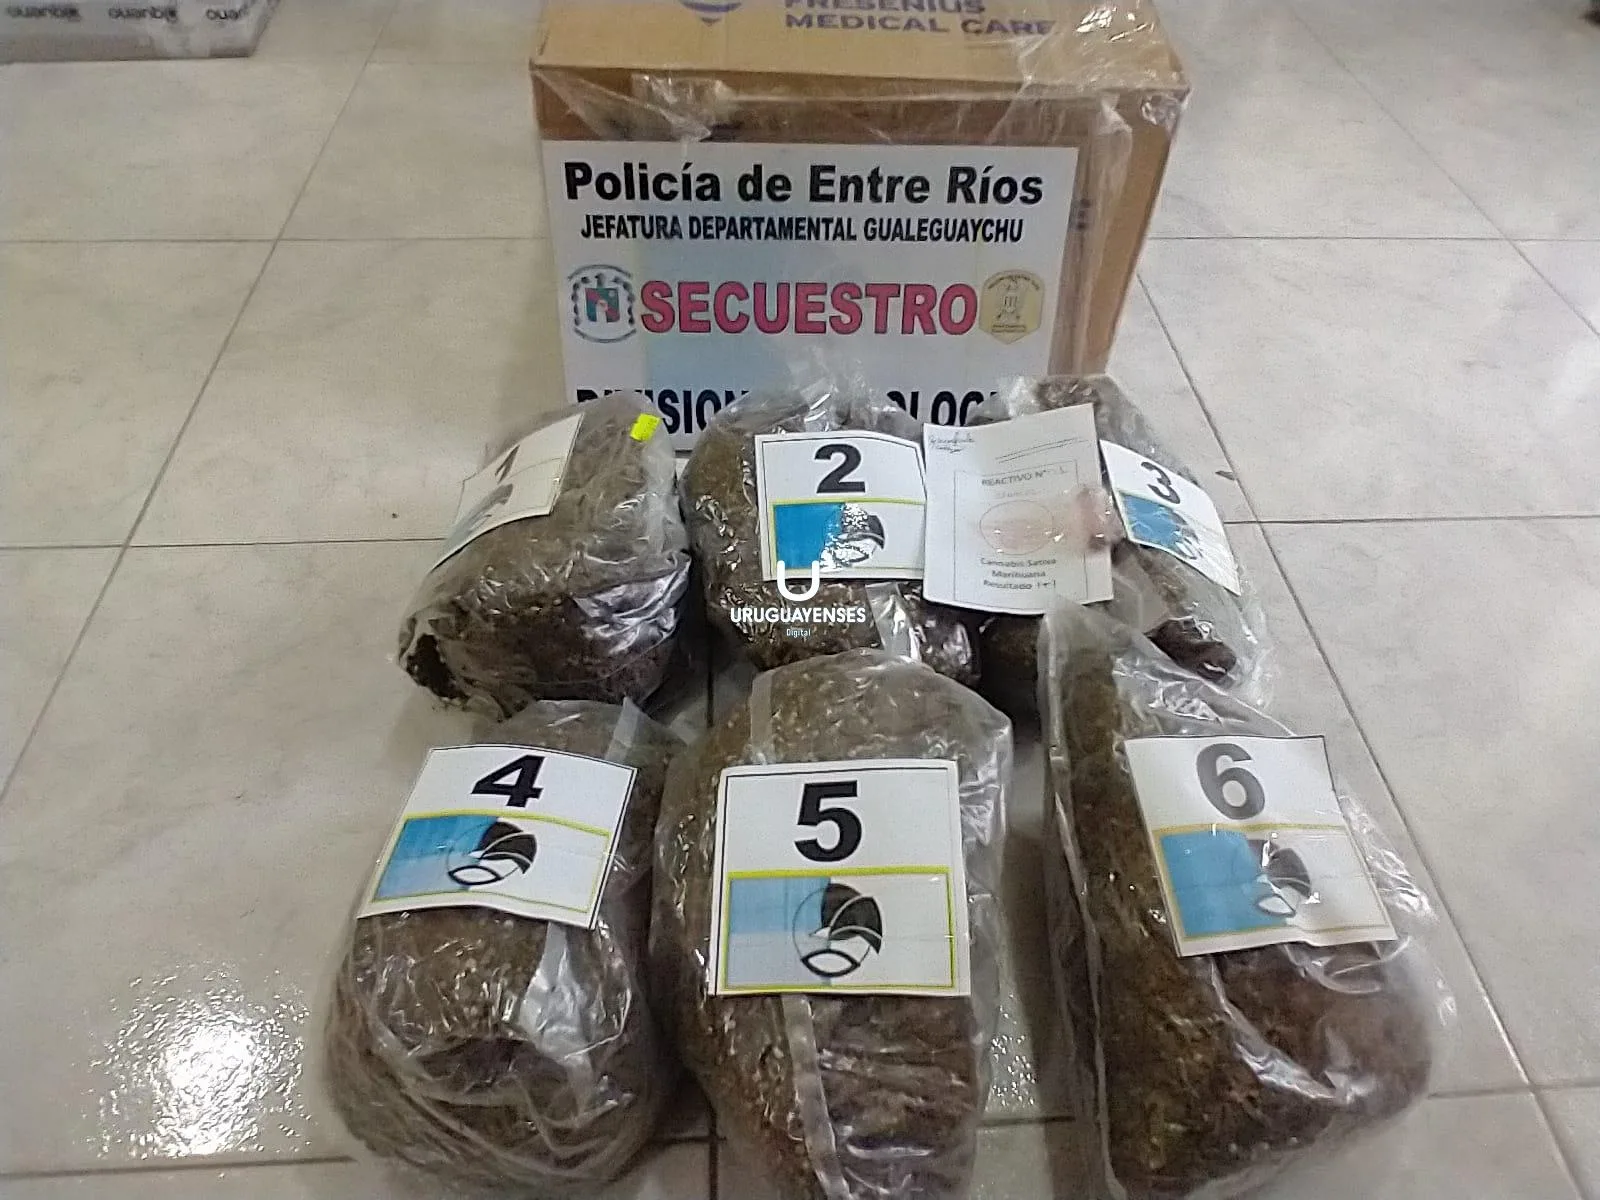 FRESENIUS
MEDICAL CARE
Policía de Entre Ríos
JEFATURA DEPARTAMENTAL GUALEGUAYCHU
SECUESTRO
1
2
3
REACTIVO N°
Cannabis Sativa
Marihuana
Resultado (+)
URUGUAYENSES
Digital
4
5
6